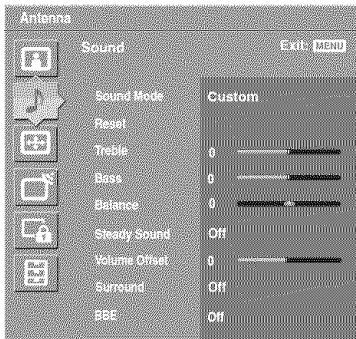 Antenna
Sound Exit: MENU
Sound Mode Custom
Reset
Treble 0
Bass 0
Balance 0
Steady Sound Off
Volume Offset 0
Surround Off
BBE Off